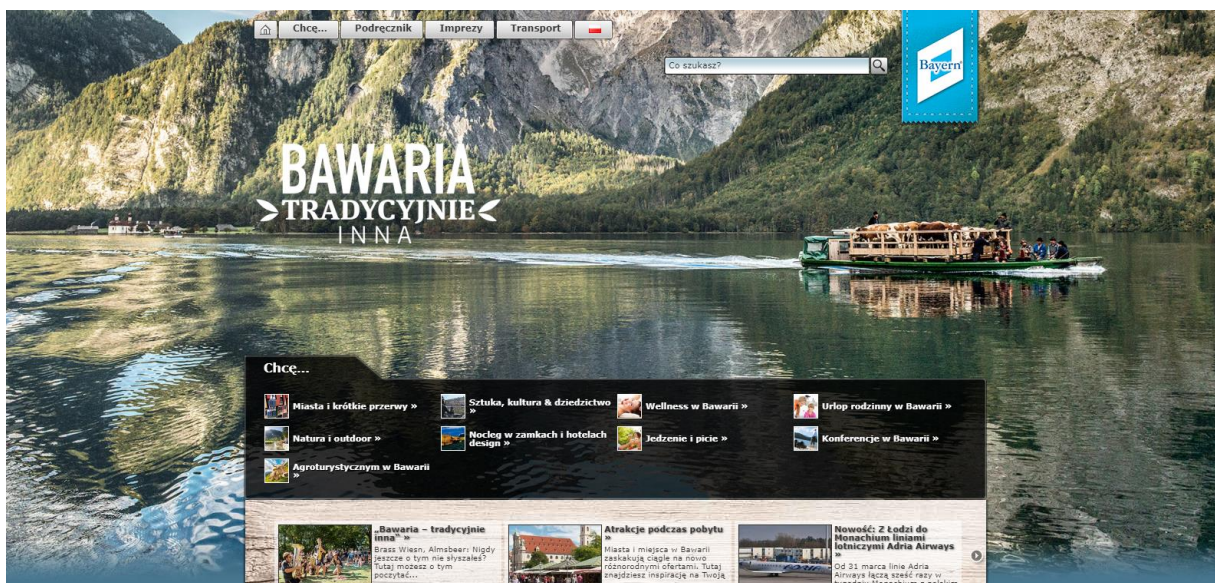 Chcę...
Podręcznik
Imprezy
Transport
Co szukasz?
Bayern
BAWARIA
TRADYCYJNIE
INNA
Chcę...
Miasta i krótkie przerwy »
Sztuka, kultura & dziedzictwo
»
Wellness w Bawarii »
Urlop rodzinny w Bawarii »
Natura i outdoor »
Nocleg w zamkach i hotelach
design »
Jedzenie i picie »
Konferencje w Bawarii »
Agroturystycznym w Bawarii
»
„Bawaria – tradycyjnie
inna" »
Brass Wiesn, Almsbeer: Nigdy
jeszcze o tym nie słyszałeś?
Tutaj możesz o tym
poczytać...
Atrakcje podczas pobytu
»
Miasta i miejsca w Bawarii
zaskakują ciągle na nowo
różnorodnymi ofertami. Tutaj
znajdziesz inspirację na Twoją
Nowość: Z Łodzi do
Monachium liniami
lotniczymi Adria Airways
»
Od 31 marca linie Adria
Airways łączą sześć razy w